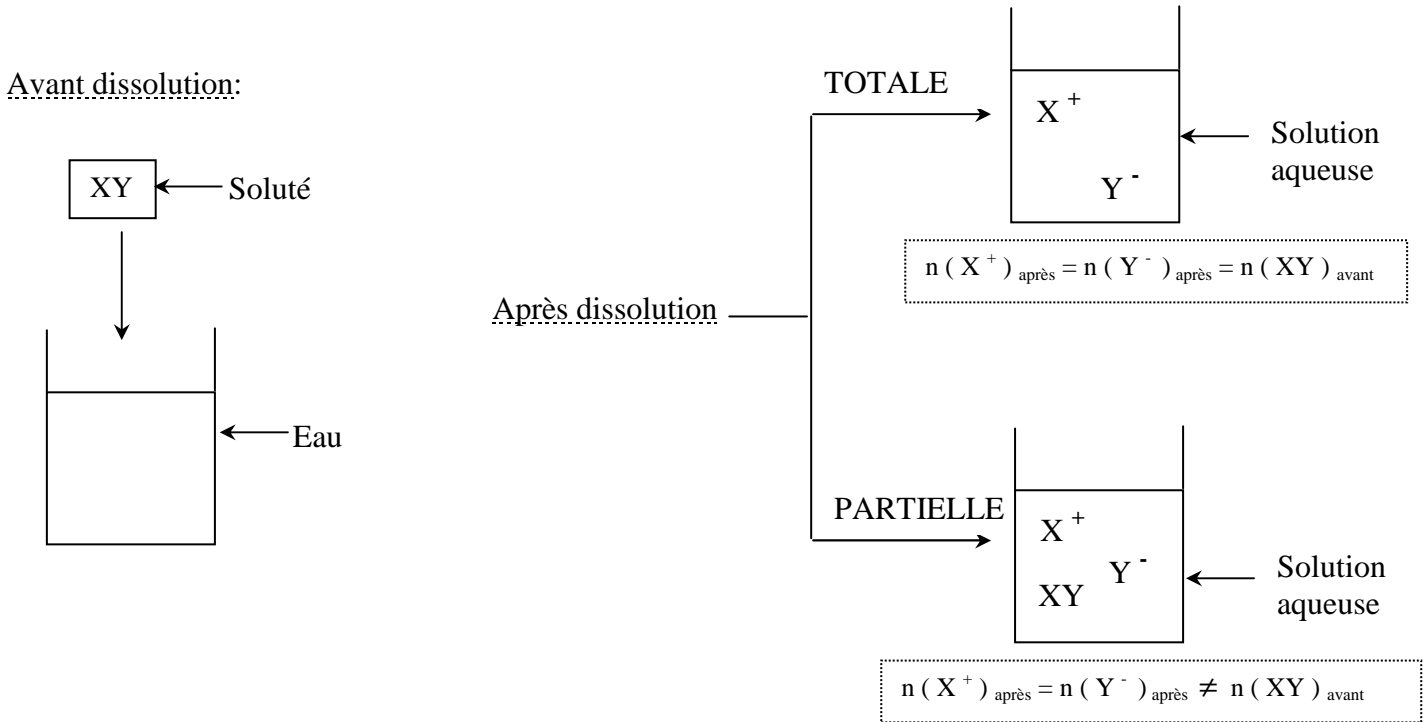 Avant dissolution:
XY
Soluté
Eau
Après dissolution
TOTALE
X +
Y -
Solution
aqueuse
n ( X + ) après = n ( Y - ) après = n ( XY ) avant
PARTIELLE
X +
Y -
XY
Solution
aqueuse
n ( X + ) après = n ( Y - ) après ≠ n ( XY ) avant